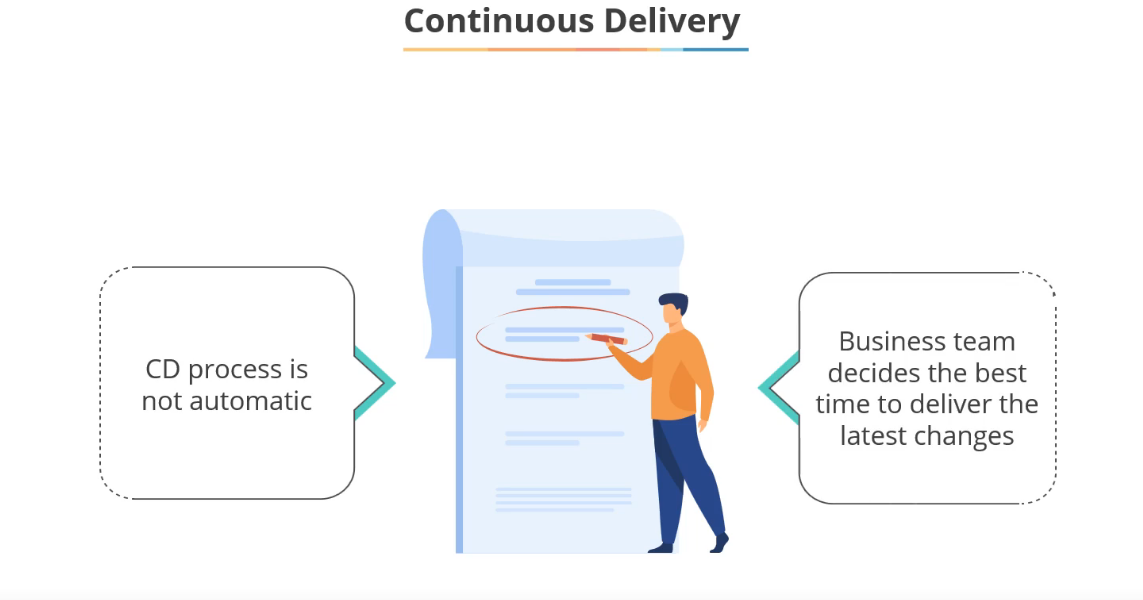 Continuous Delivery
CD process is
not automatic
Business team
decides the best
time to deliver the
latest changes